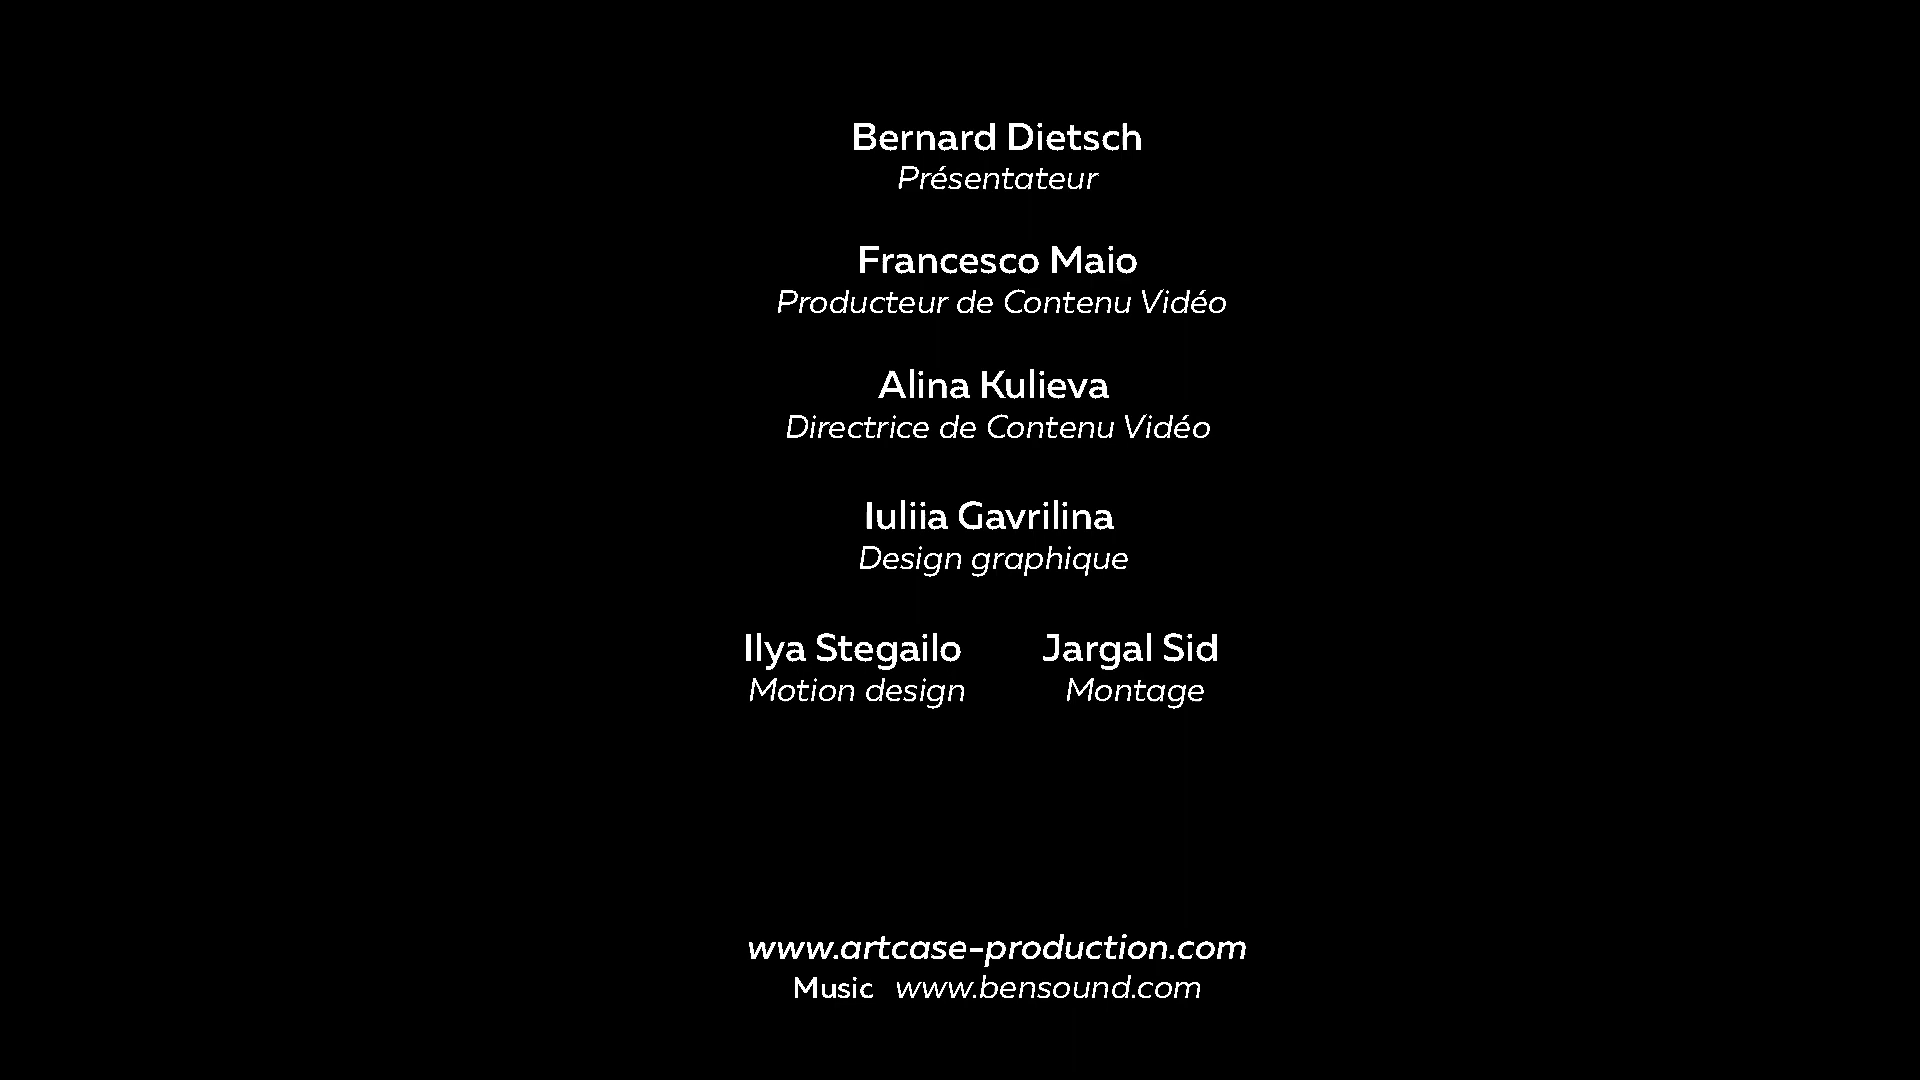 Bernard Dietsch
Présentateur
Francesco Maio
Producteur de Contenu Vidéo
Alina Kulieva
Directrice de Contenu Vidéo
Iuliia Gavrilina
Design graphique
Ilya Stegailo Jargal Sid
Motion design Montage
www.artcase-production.com
Music www.bensound.com